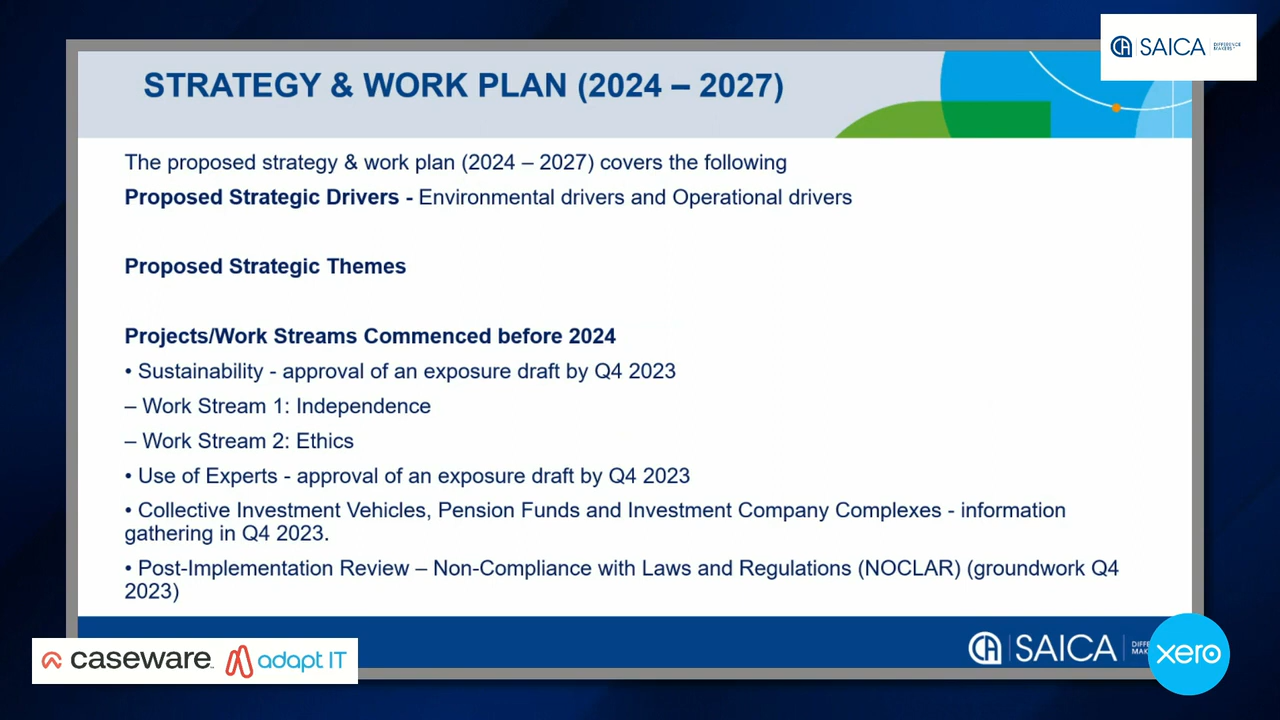 SAICA
DIFFERENCE
MAKERS
STRATEGY & WORK PLAN (2024 – 2027)
The proposed strategy & work plan (2024 – 2027) covers the following
Proposed Strategic Drivers - Environmental drivers and Operational drivers
Proposed Strategic Themes
Projects/Work Streams Commenced before 2024
• Sustainability - approval of an exposure draft by Q4 2023
– Work Stream 1: Independence
– Work Stream 2: Ethics
• Use of Experts - approval of an exposure draft by Q4 2023
• Collective Investment Vehicles, Pension Funds and Investment Company Complexes - information
gathering in Q4 2023.
• Post-Implementation Review – Non-Compliance with Laws and Regulations (NOCLAR) (groundwork Q4
2023)
caseware adapt IT
SAICA
xero